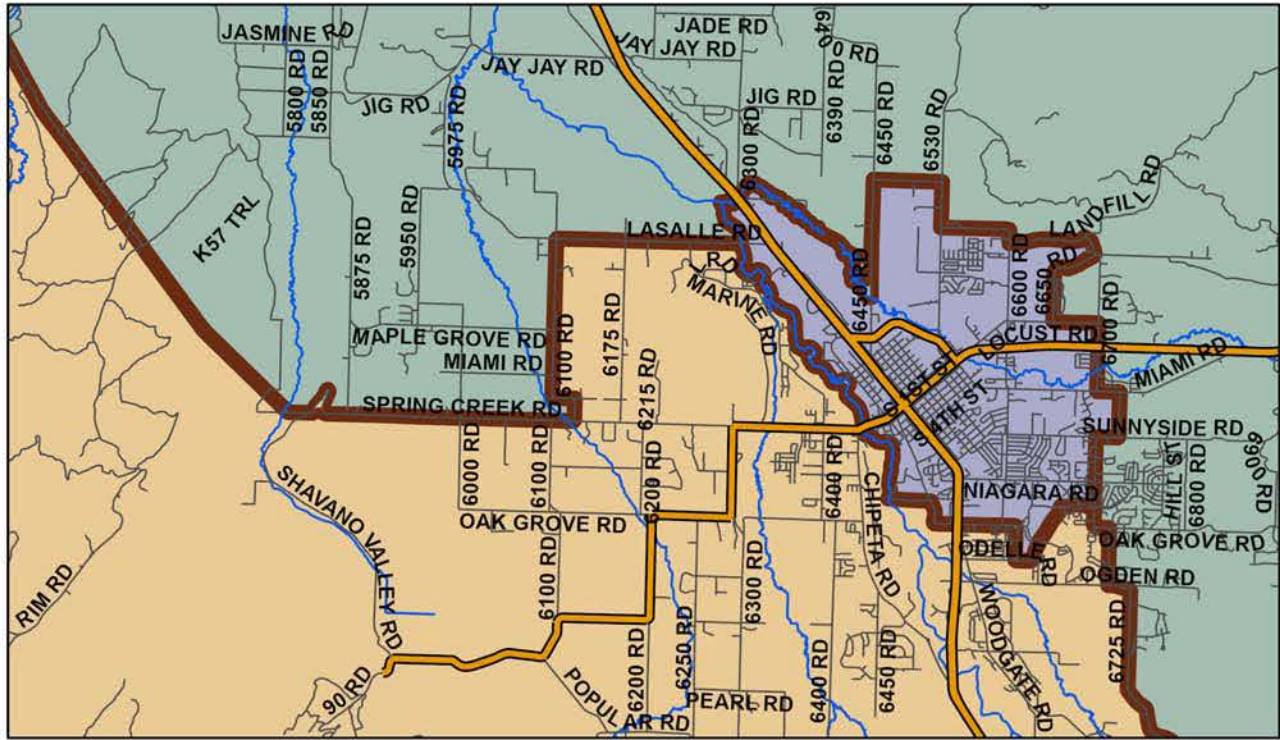 JASMINE RD
JADE RD
6400 RD
JAY JAY RD
JAY JAY RD
5800 RD
5850 RD
JIG RD
5975 RD
JIG RD
6390 RD
6300 RD
6450 RD
6530 RD
K57 TRL
5875 RD
5950 RD
LASALLE RD
RD
RD
MARINE RD
6450 RD
LANDFILL RD
RD
6600 RD
6650
6700 RD
MAPLE GROVE RD
MIAMI RD
6100 RD
6175 RD
6215 RD
LOCUST RD
MIAMI RD
S 1ST ST
S 4TH ST
SPRING CREEK RD
SUNNYSIDE RD
6000 RD
6100 RD
6200 RD
6400 RD
CHIPETA RD
NIAGARA RD
HILL ST
6800 RD
6900 RD
SHAVANO VALLEY RD
OAK GROVE RD
ODELLE RD
OAK GROVE RD
OGDEN RD
RIM RD
6100 RD
6300 RD
WOODGATE RD
6725 RD
90 RD
POPULAR RD
6200 RD
6250 RD
PEARL RD
6400 RD
6450 RD